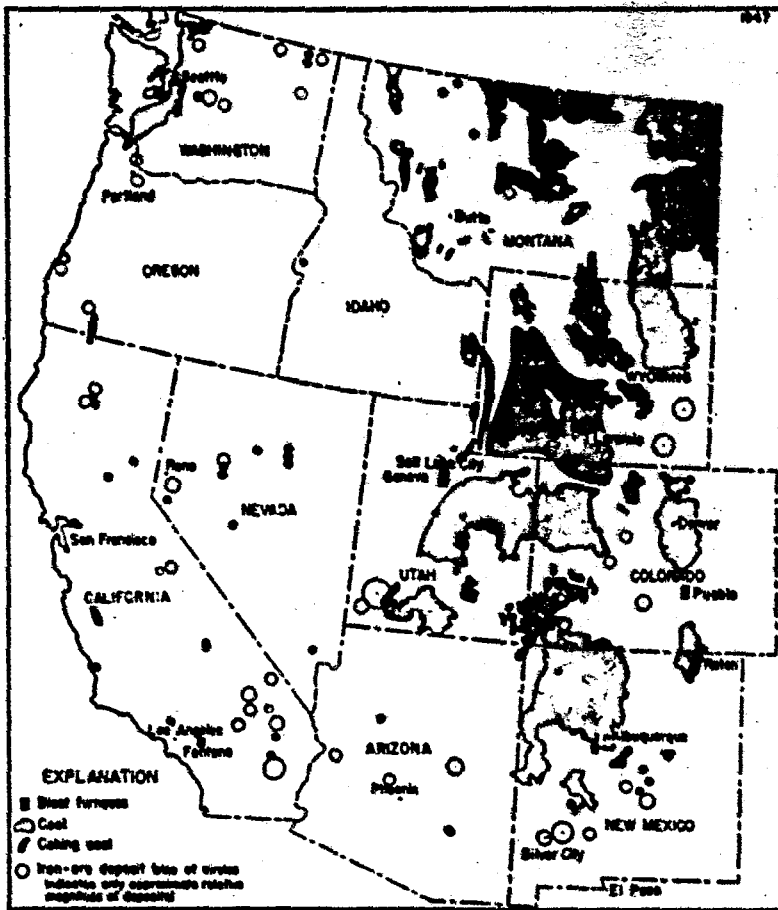 1647
Seattle
WASHINGTON
Portland
Butte
MONTANA
OREGON
IDAHO
WYOMING
Laramie
Reno
Salt Lake City
Geneva
NEVADA
Denver
San Francisco
UTAH
COLORADO
Pueblo
CALIFORNIA
Raton
Los Angeles
Fontana
ARIZONA
Albuquerque
Phoenix
EXPLANATION
Blast furnaces
Coal
Coking coal
NEW MEXICO
Silver City
Iron-ore deposit (size of circles
indicates only approximate relative
magnitude of deposits)
El Paso